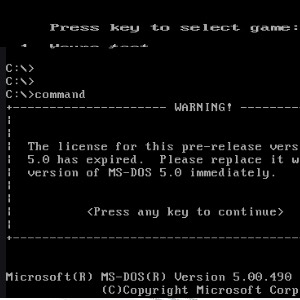 Press key to select game:
C:\>
C:\>
C:\>command
WARNING!
The license for this pre-release vers
5.0 has expired. Please replace it w
version of MS-DOS 5.0 immediately.
<Press any key to continue>
Microsoft(R) MS-DOS(R) Version 5.00.490
(C)Copyright Microsoft Corp